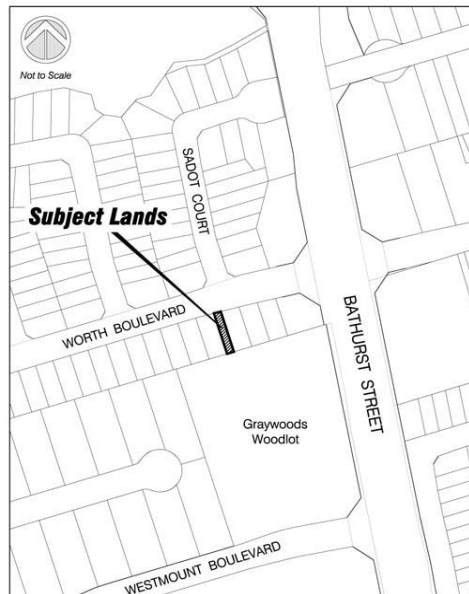 Not to Scale
SADOT COURT
Subject Lands
WORTH BOULEVARD
BATHURST STREET
Graywoods
Woodlot
WESTMOUNT BOULEVARD